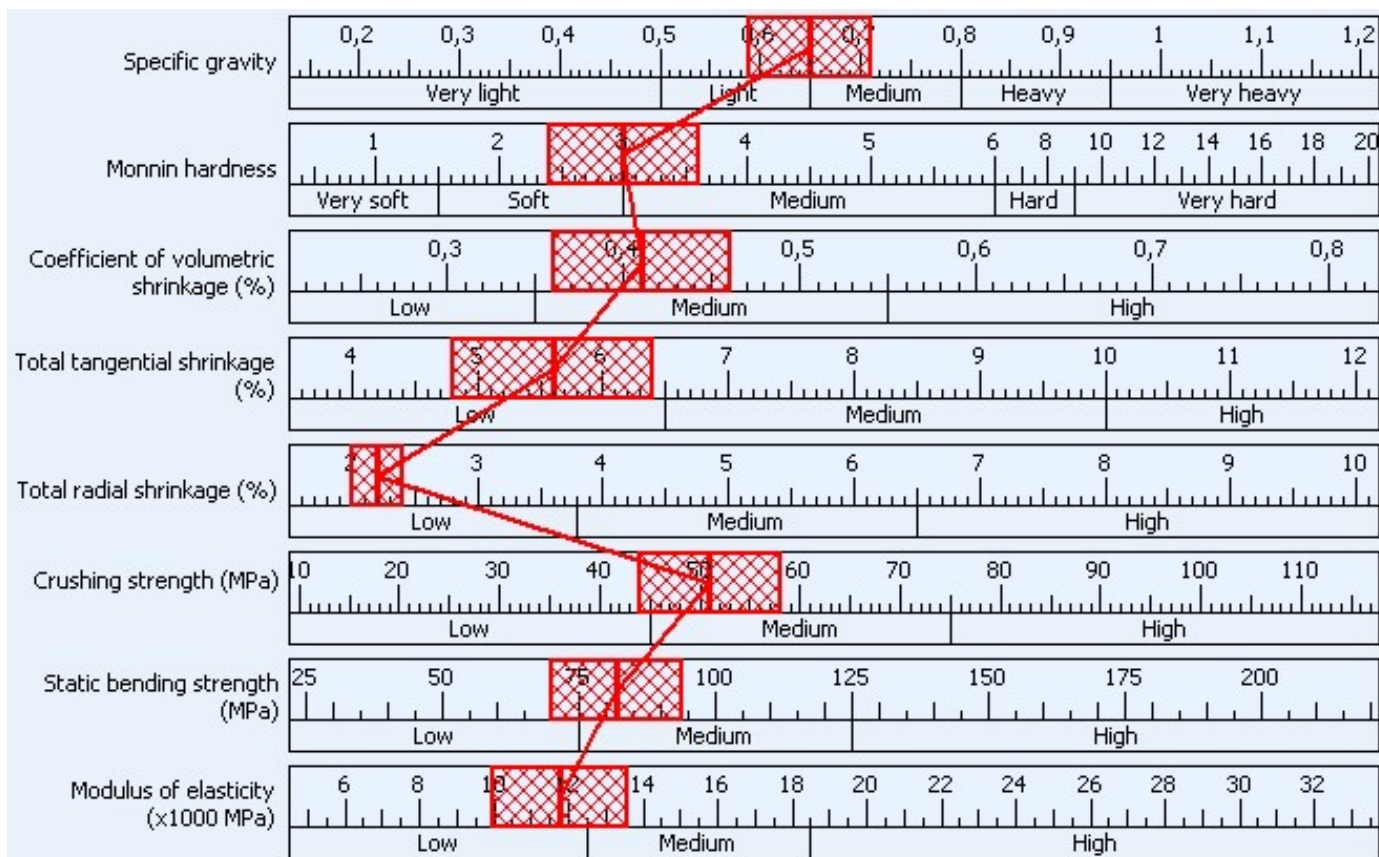 0,2 0,3 0,4 0,5 0,6 0,7 0,8 0,9 1 1,1 1,2
Specific gravity
Very light Light Medium Heavy Very heavy
1 2 3 4 5 6 8 10 12 14 16 18 20
Monnin hardness
Very soft Soft Medium Hard Very hard
0,3 0,4 0,5 0,6 0,7 0,8
Coefficient of volumetric
shrinkage (%)
Low Medium High
4 5 6 7 8 9 10 11 12
Total tangential shrinkage
(%)
Low Medium High
2 3 4 5 6 7 8 9 10
Total radial shrinkage (%)
Low Medium High
10 20 30 40 50 60 70 80 90 100 110
Crushing strength (MPa)
Low Medium High
25 50 75 100 125 150 175 200
Static bending strength
(MPa)
Low Medium High
6 8 10 12 14 16 18 20 22 24 26 28 30 32
Modulus of elasticity
(x1000 MPa)
Low Medium High